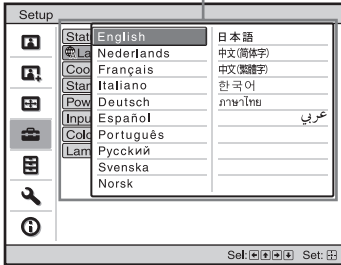 Setup
Stat
La
Coo
Star
Pow
Inpu
Colo
Lam
English
Nederlands
Français
Italiano
Deutsch
Español
Português
Русский
Svenska
Norsk
日本語
中文(简体字)
中文(繁體字)
한국어
ภาษาไทย
عربي
Sel: Set: